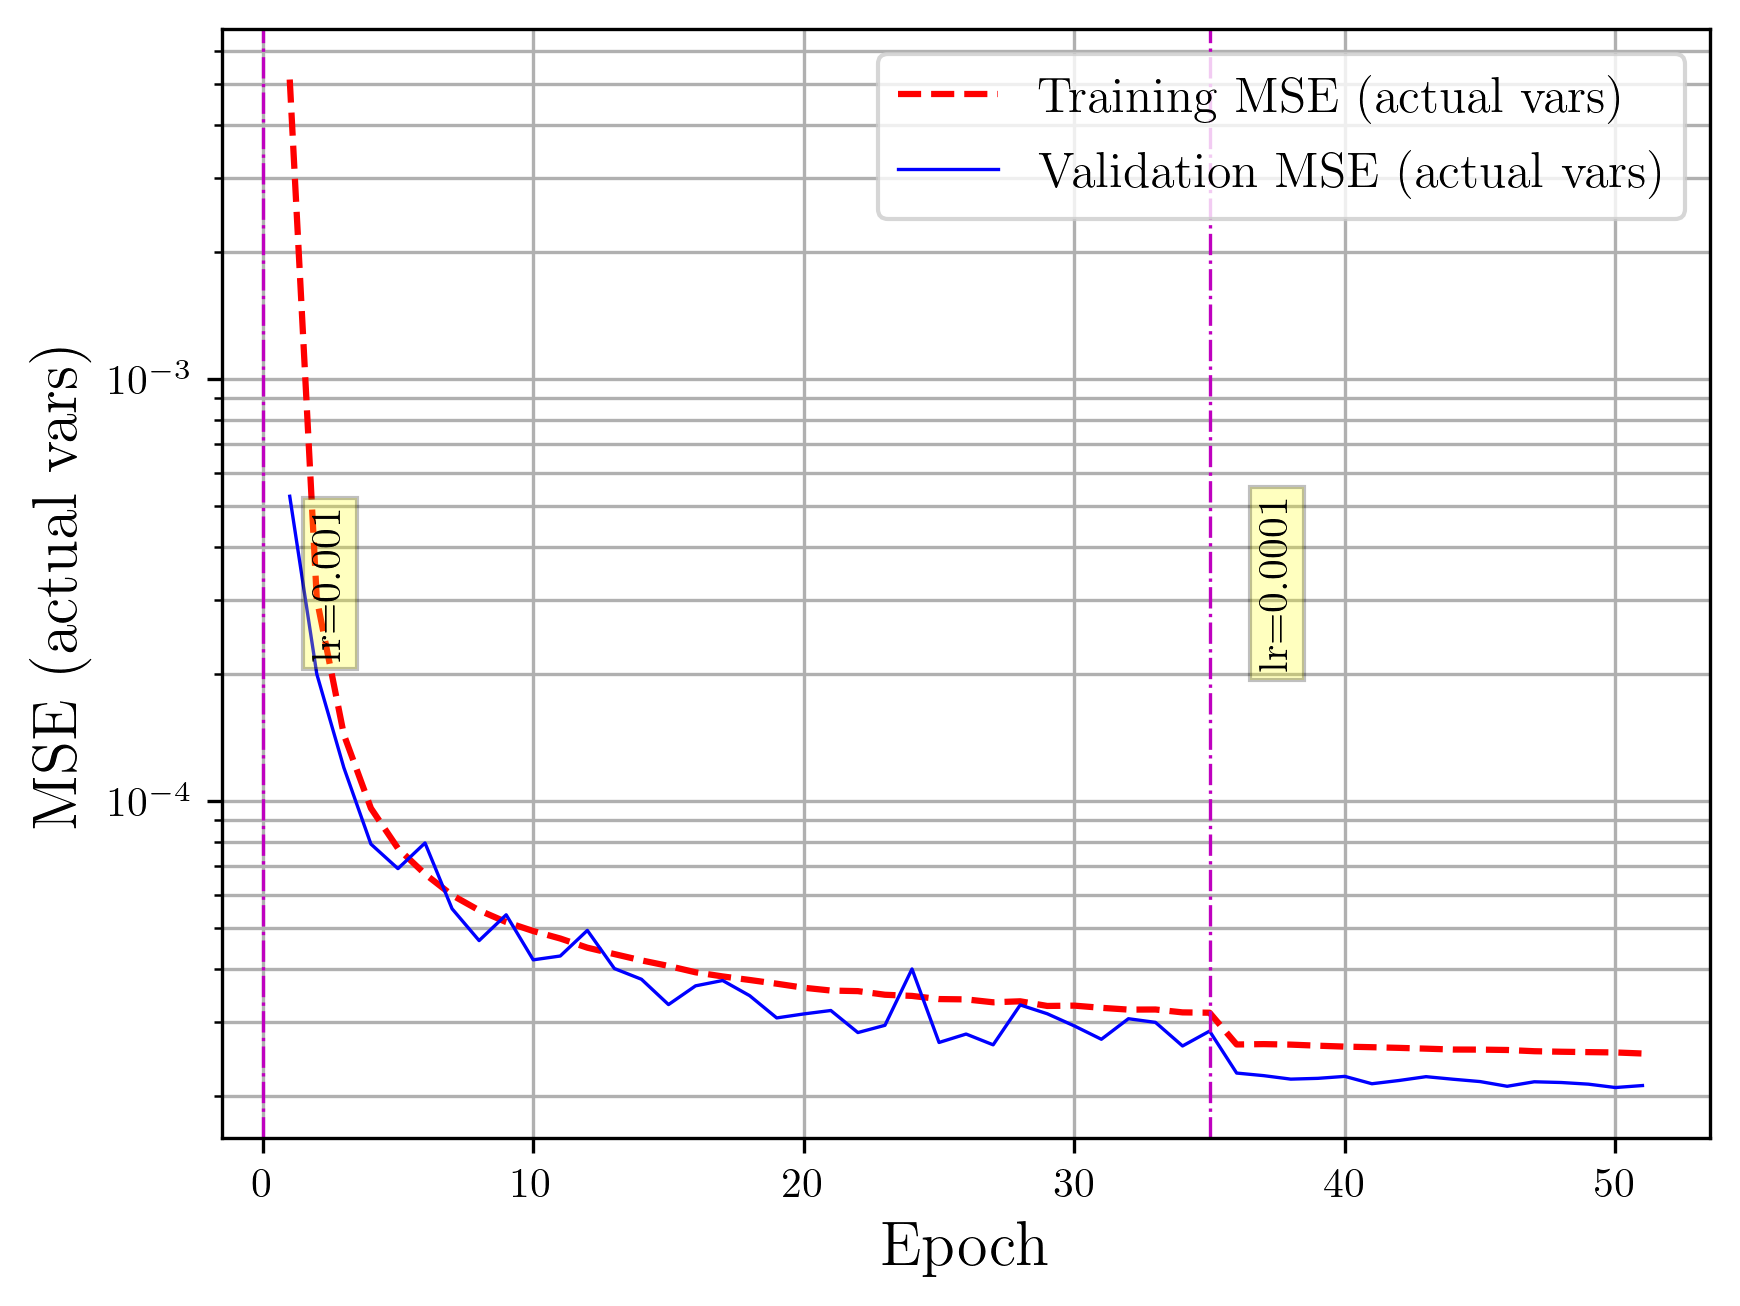 Training MSE (actual vars)
Validation MSE (actual vars)
MSE (actual vars)
10⁻³
10⁻⁴
lr=0.001
lr=0.0001
0 10 20 30 40 50
Epoch